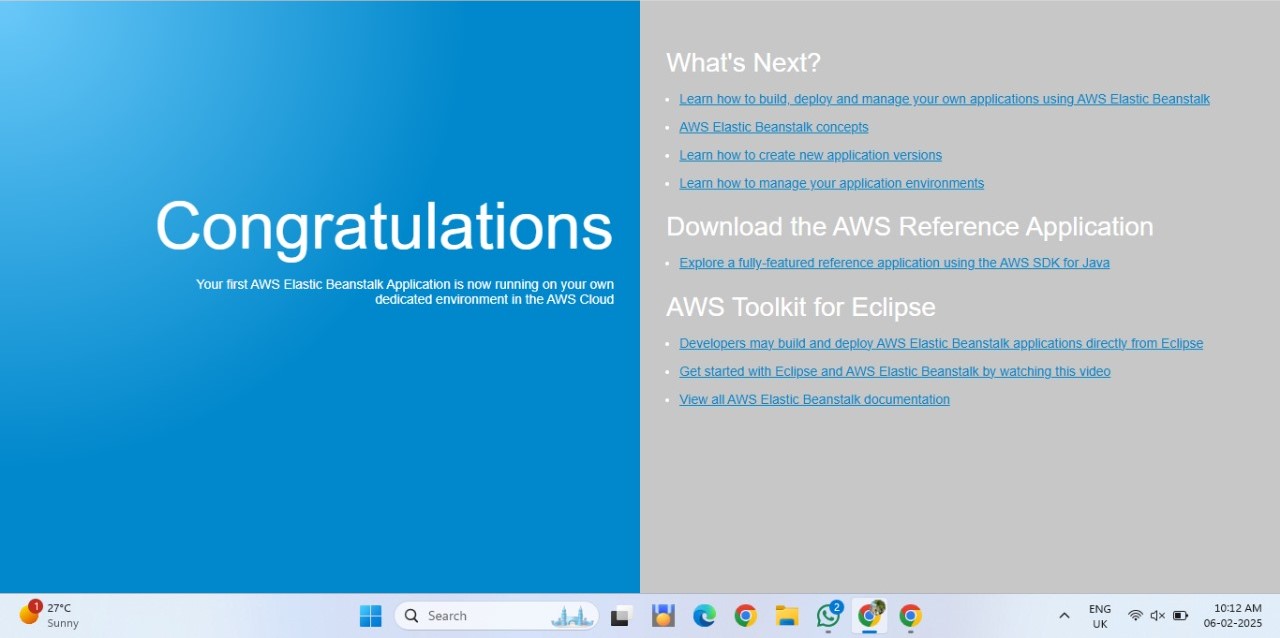 Congratulations
Your first AWS Elastic Beanstalk Application is now running on your own
dedicated environment in the AWS Cloud
What's Next?
Learn how to build, deploy and manage your own applications using AWS Elastic Beanstalk
AWS Elastic Beanstalk concepts
Learn how to create new application versions
Learn how to manage your application environments
Download the AWS Reference Application
Explore a fully-featured reference application using the AWS SDK for Java
AWS Toolkit for Eclipse
Developers may build and deploy AWS Elastic Beanstalk applications directly from Eclipse
Get started with Eclipse and AWS Elastic Beanstalk by watching this video
View all AWS Elastic Beanstalk documentation
1
27°C
Sunny
Search
2
ENG
UK
10:12 AM
06-02-2025